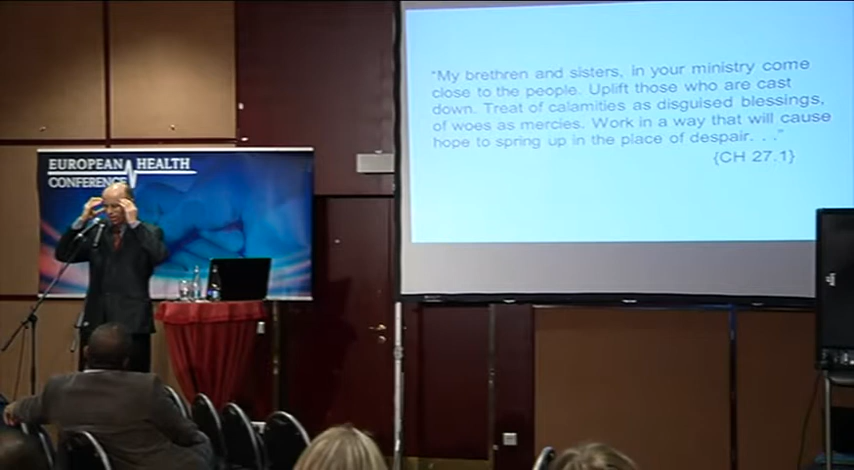 “My brethren and sisters, in your ministry come
close to the people. Uplift those who are cast
down. Treat of calamities as disguised blessings,
of woes as mercies. Work in a way that will cause
hope to spring up in the place of despair. . .”
{CH 27.1}
EUROPEAN HEALTH
CONFERENCE